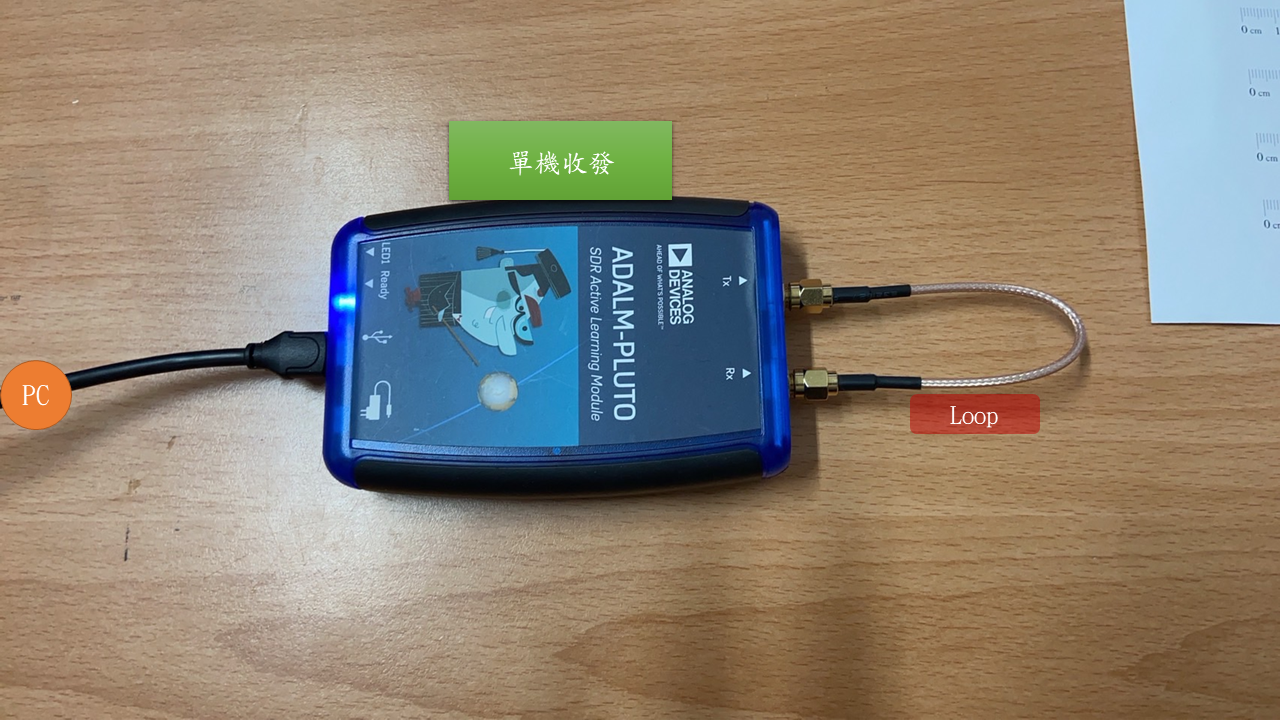 單機收發
PC
Loop
LED1
Ready
ADALM-PLUTO
SDR Active Learning Module
ANALOG
DEVICES
AHEAD OF WHAT'S POSSIBLE™
Tx
Rx
0 cm 1
0 cm
0 cm
0 c